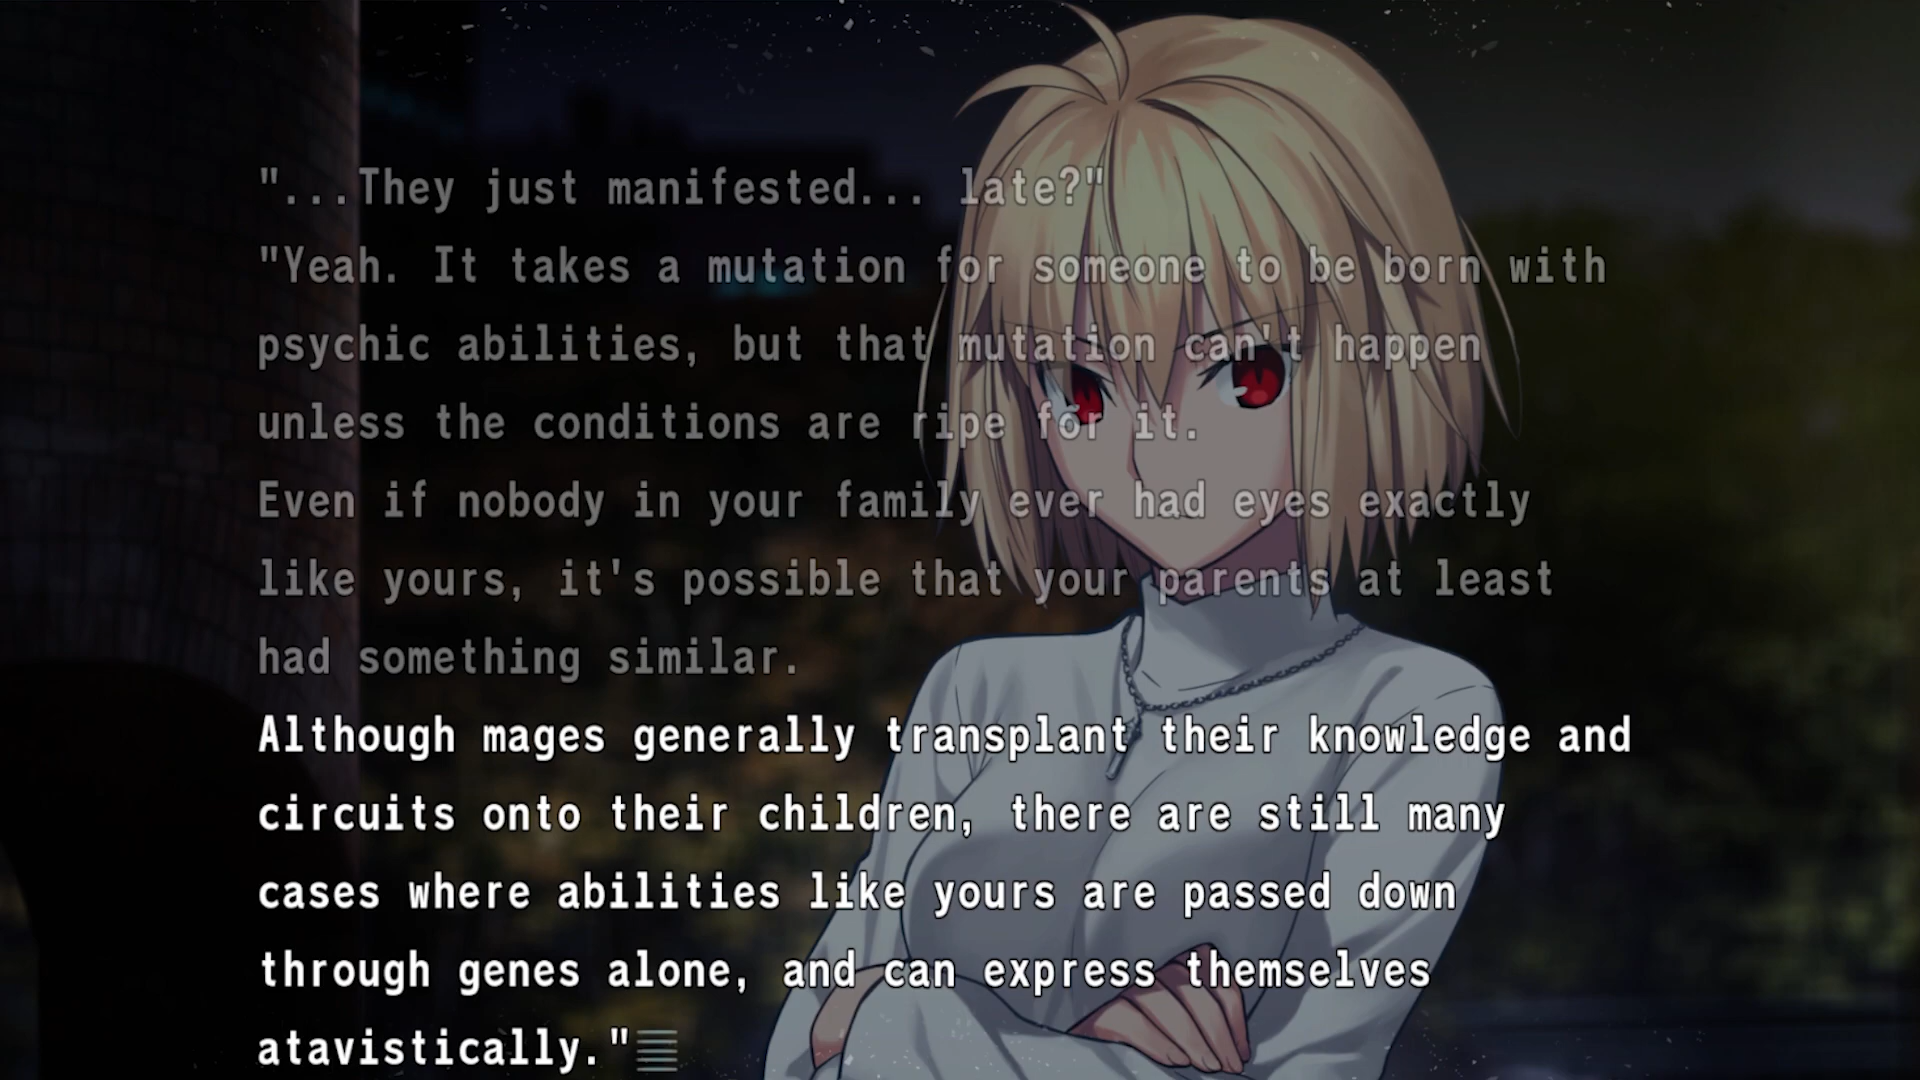 "...They just manifested... late?"
"Yeah. It takes a mutation for someone to be born with
psychic abilities, but that mutation can't happen
unless the conditions are ripe for it.
Even if nobody in your family ever had eyes exactly
like yours, it's possible that your parents at least
had something similar.
Although mages generally transplant their knowledge and
circuits onto their children, there are still many
cases where abilities like yours are passed down
through genes alone, and can express themselves
atavistically."